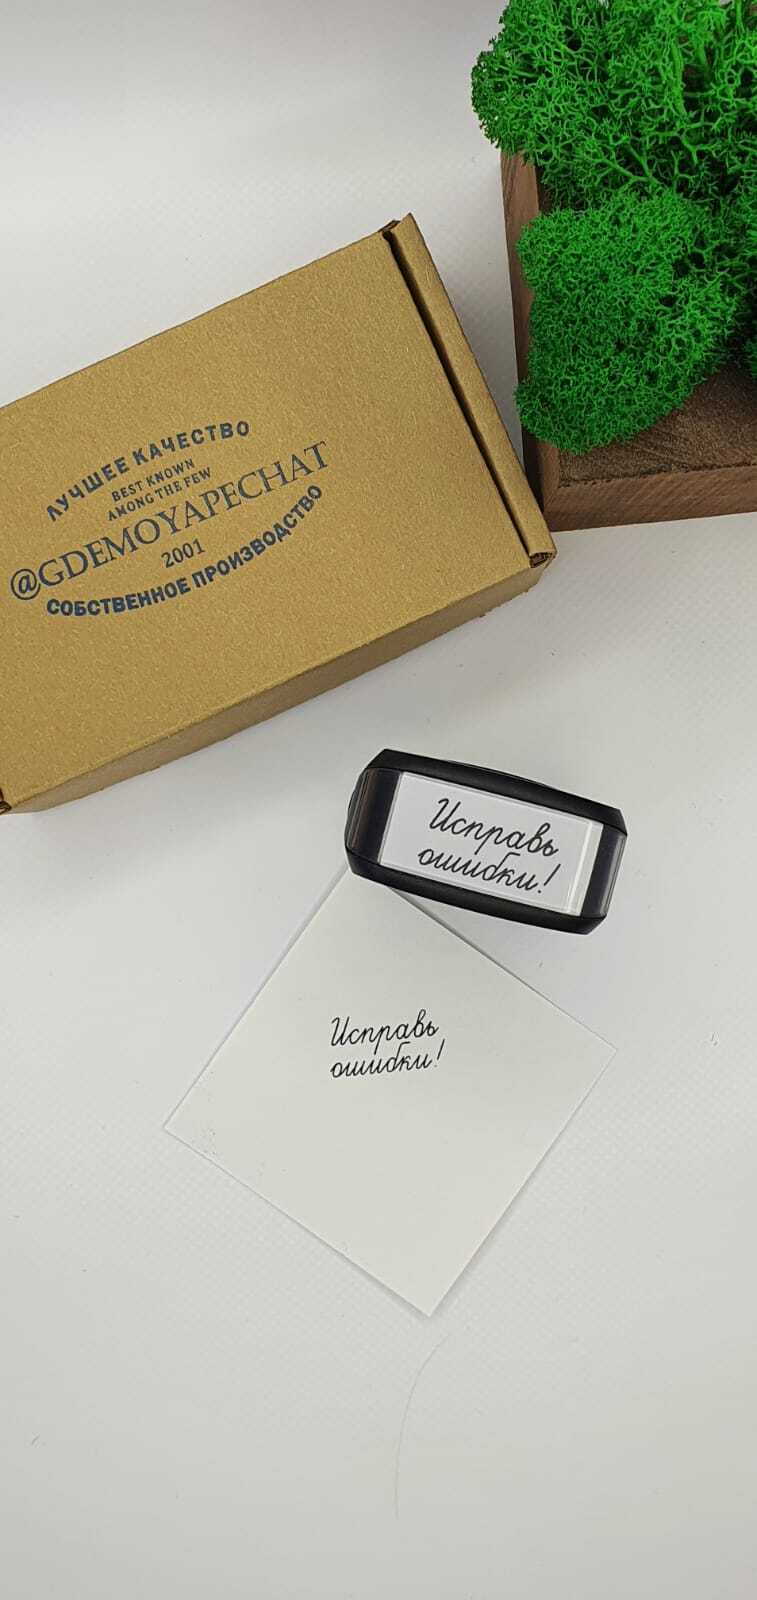 ЛУЧШЕЕ КАЧЕСТВО
BEST KNOWN
AMONG THE FEW
@GDEMOYAPECHAT
2001
СОБСТВЕННОЕ ПРОИЗВОДСТВО
Исправь
ошибки!
Исправь
ошибки!